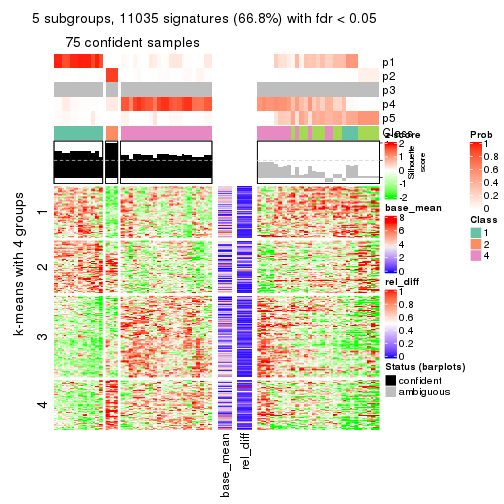 5 subgroups, 11035 signatures (66.8%) with fdr < 0.05
75 confident samples
p1
p2
p3
p4
p5
Class
1
2
3
4
k-means with 4 groups
base_mean
rel_diff
Silhouette
score
z-score
2
1
0
-1
-2
base_mean
8
6
4
2
0
rel_diff
1
0.8
0.6
0.4
0.2
0
Status (barplots)
confident
ambiguous
Prob
1
0.8
0.6
0.4
0.2
0
Class
1
2
4